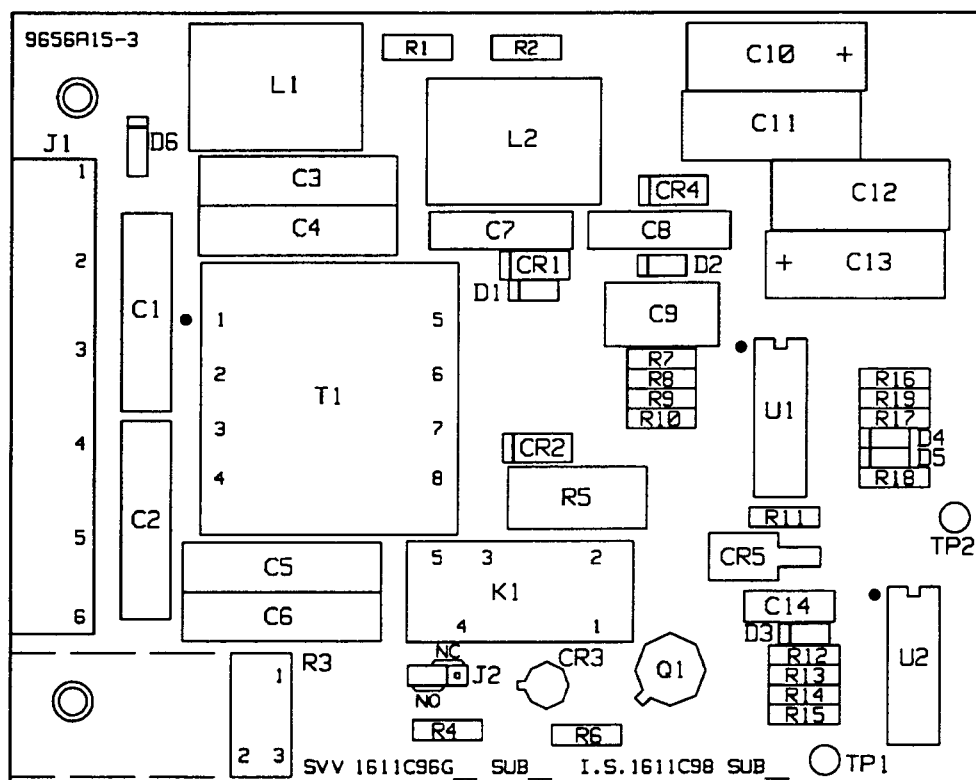 9656A15-3
R1
R2
C10 +
L1
C11
L2
J1
D6
1
C3
CR4
C12
C4
C7
C8
2
CR1
D2
+ C13
D1
C1
1
5
C9
3
R7
2
6
R8
R16
T1
R9
R19
U1
R10
R17
3
7
D4
4
CR2
D5
4
8
R18
R5
C2
R11
5
TP2
5 3 2
CR5
C5
K1
C14
6
C6
4 1
D3
NC
CR3
R12
U2
R3
1
J2
Q1
R13
NO
R14
R15
R4
R6
2 3
TP1
SVV 1611C96G__ SUB__ I.S.1611C98 SUB__